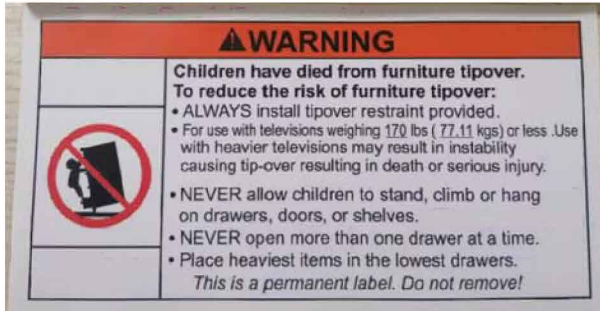 ⚠WARNING
Children have died from furniture tipover.
To reduce the risk of furniture tipover:
• ALWAYS install tipover restraint provided.
• For use with televisions weighing 170 lbs ( 77.11 kgs) or less .Use
with heavier televisions may result in instability
causing tip-over resulting in death or serious injury.
• NEVER allow children to stand, climb or hang
on drawers, doors, or shelves.
• NEVER open more than one drawer at a time.
• Place heaviest items in the lowest drawers.
This is a permanent label. Do not remove!